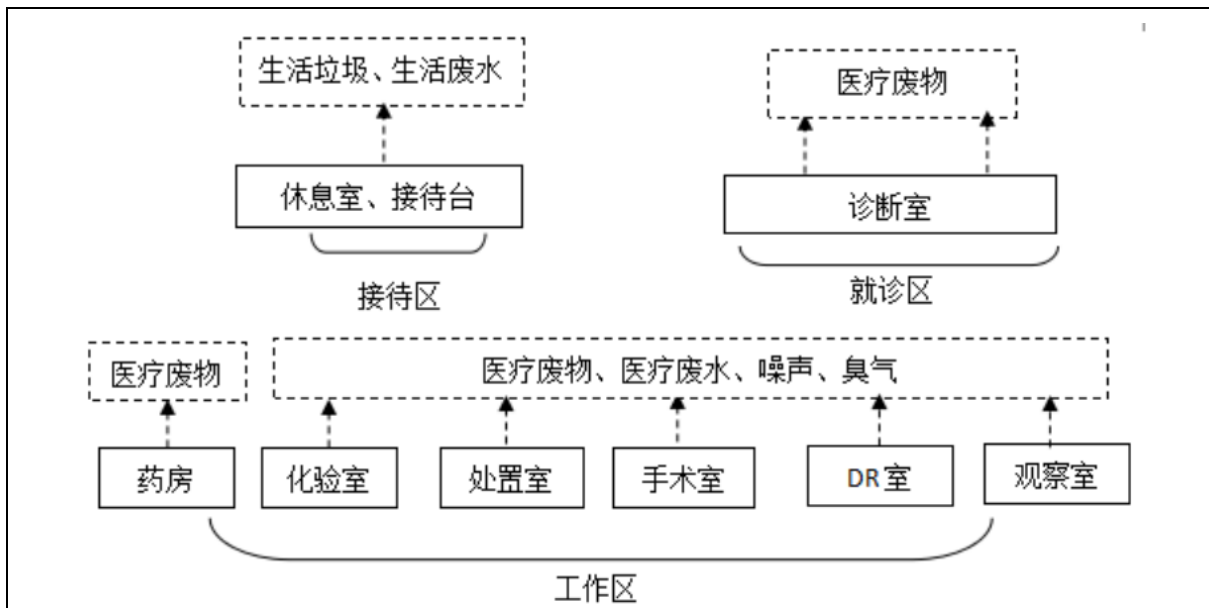 生活垃圾、生活废水
医疗废物
休息室、接待台
诊断室
接待区
就诊区
医疗废物
医疗废物、医疗废水、噪声、臭气
药房
化验室
处置室
手术室
DR室
观察室
工作区